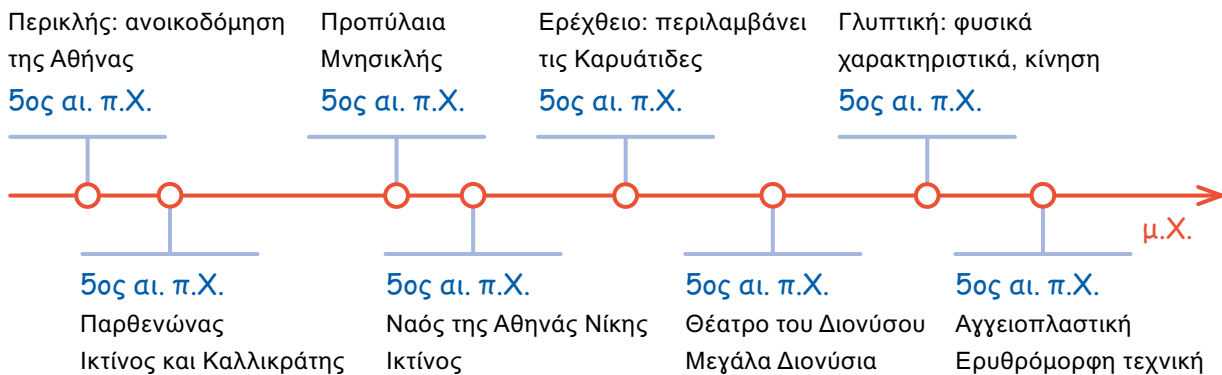 Περικλής: ανοικοδόμηση
της Αθήνας
5ος αι. π.Χ.
Προπύλαια
Μνησικλής
5ος αι. π.Χ.
Ερέχθειο: περιλαμβάνει
τις Καρυάτιδες
5ος αι. π.Χ.
Γλυπτική: φυσικά
χαρακτηριστικά, κίνηση
5ος αι. π.Χ.
μ.Χ.
5ος αι. π.Χ.
Παρθενώνας
Ικτίνος και Καλλικράτης
5ος αι. π.Χ.
Ναός της Αθηνάς Νίκης
Ικτίνος
5ος αι. π.Χ.
Θέατρο του Διονύσου
Μεγάλα Διονύσια
5ος αι. π.Χ.
Αγγειοπλαστική
Ερυθρόμορφη τεχνική